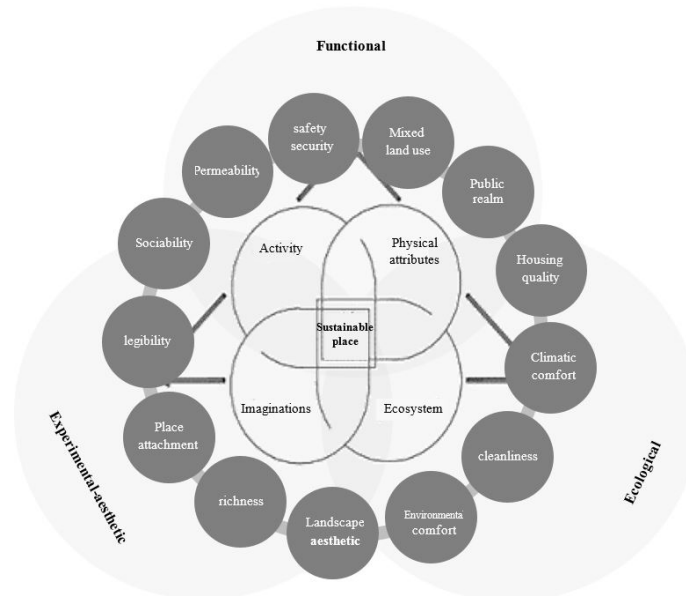 Functional
safety
security
Mixed
land use
Permeability
Public
realm
Sociability
Activity
Physical
attributes
Housing
quality
legibility
Sustainable
place
Climatic
comfort
Imaginations
Ecosystem
Place
attachment
cleanliness
richness
Landscape
aesthetic
Environmenta
comfort
Experimental-aesthetic
Ecological